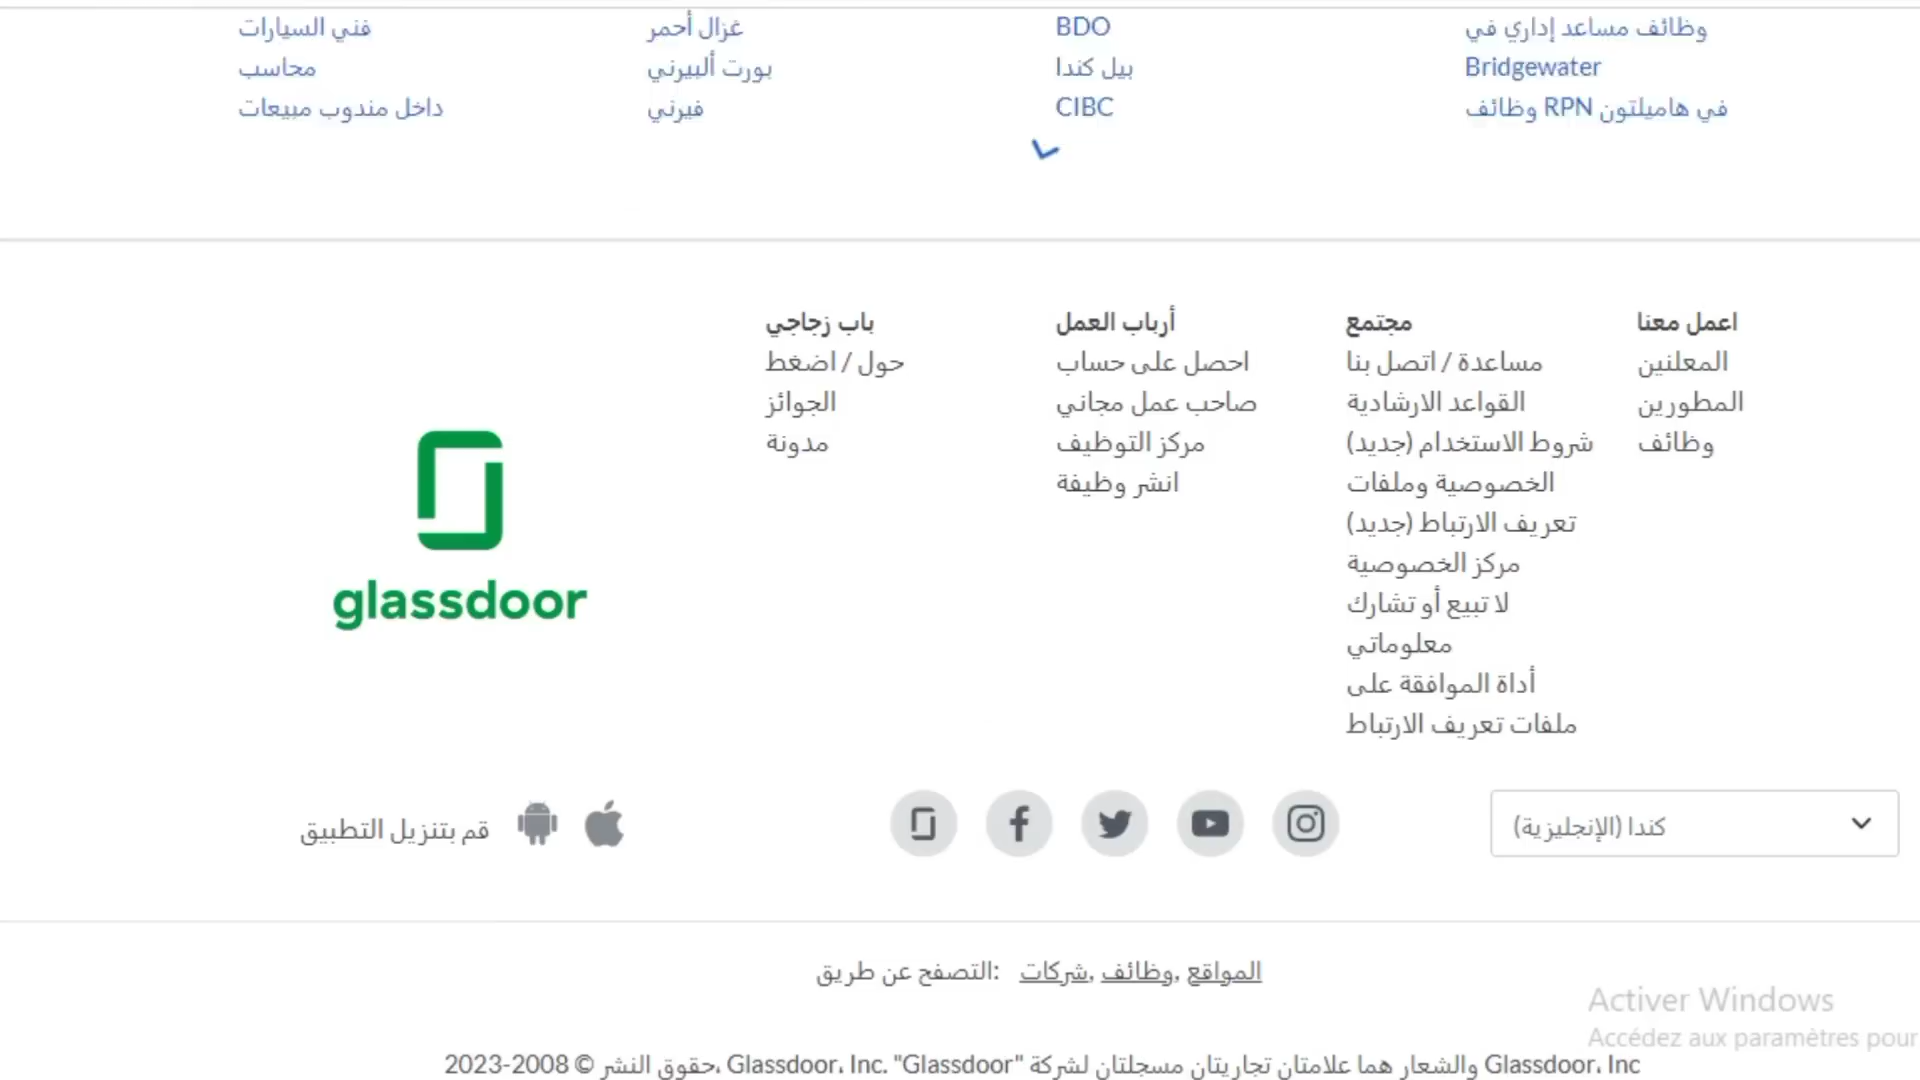 فني السيارات
محاسب
داخل مندوب مبيعات
غزال أحمر
بورت ألبيرني
فيرني
BDO
بيل كندا
CIBC
وظائف مساعد إداري في
Bridgewater
في هاميلتون RPN وظائف
glassdoor
باب زجاجي
حول / اضغط
الجوائز
مدونة
أرباب العمل
احصل على حساب
صاحب عمل مجاني
مركز التوظيف
انشر وظيفة
مجتمع
مساعدة / اتصل بنا
القواعد الارشادية
شروط الاستخدام (جديد)
الخصوصية وملفات
تعريف الارتباط (جديد)
مركز الخصوصية
لا تبيع أو تشارك
معلوماتي
أداة الموافقة على
ملفات تعريف الارتباط
اعمل معنا
المعلنين
المطورين
وظائف
قم بتنزيل التطبيق
كندا (الإنجليزية)
التصفح عن طريق: شركات, وظائف, المواقع
حقوق النشر © 2008-2023، Glassdoor، Inc. "Glassdoor" والشعار هما علامتان تجاريتان مسجلتان لشركة Glassdoor، Inc
Activer Windows
Accédez aux paramètres pour